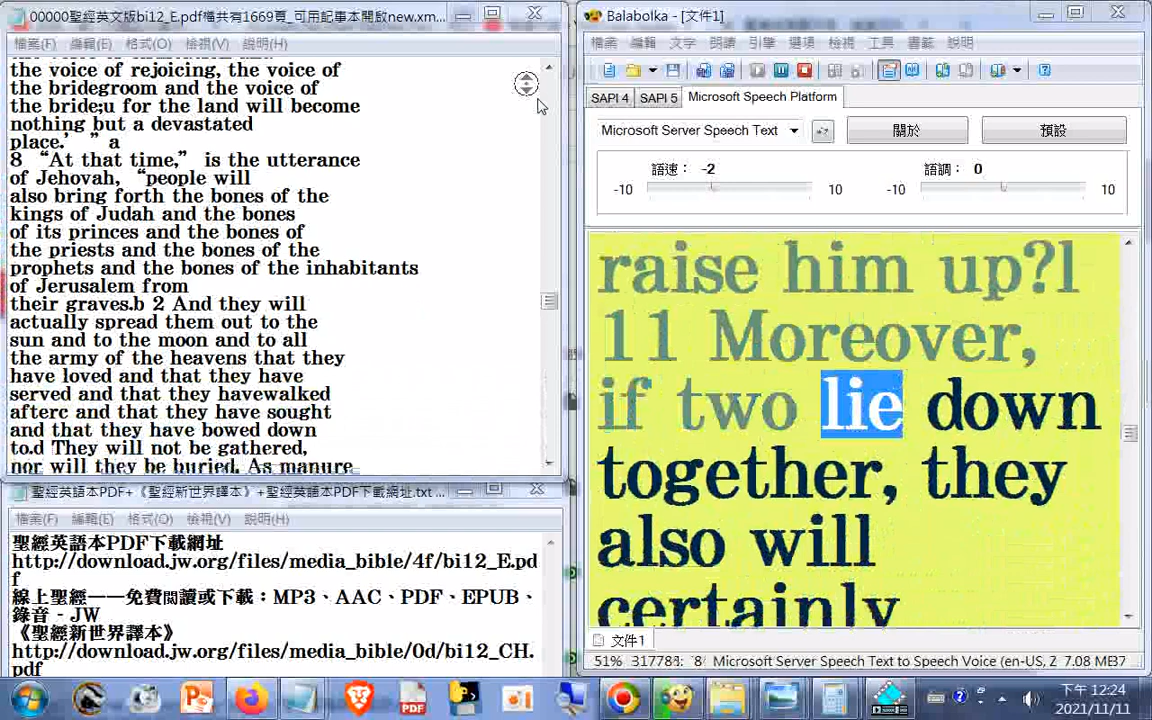 00000聖經英文版bi12_E.pdf檔共有1669頁_可用記事本開啟new.xm...
檔案(F) 編輯(E) 格式(O) 檢視(V) 說明(H)
the voice of rejoicing, the voice of
the bridegroom and the voice of
the bride;u for the land will become
nothing but a devastated
place.’ ” a
8 “At that time,” is the utterance
of Jehovah, “people will
also bring forth the bones of the
kings of Judah and the bones
of its princes and the bones of
the priests and the bones of the
prophets and the bones of the inhabitants
of Jerusalem from
their graves.b 2 And they will
actually spread them out to the
sun and to the moon and to all
the army of the heavens that they
have loved and that they have
served and that they havewalked
afterc and that they have sought
and that they have bowed down
to.d They will not be gathered,
nor will they be buried. As manure
聖經英語本PDF+《聖經新世界譯本》+聖經英語本PDF下載網址.txt ...
檔案(F) 編輯(E) 格式(O) 檢視(V) 說明(H)
聖經英語本PDF下載網址
http://download.jw.org/files/media_bible/4f/bi12_E.pd
f
線上聖經——免費閱讀或下載：MP3、AAC、PDF、EPUB、
錄音 - JW
《聖經新世界譯本》
http://download.jw.org/files/media_bible/0d/bi12_CH.
pdf
Balabolka - [文件1]
檔案 編輯 文字 朗讀 引擎 選項 檢視 工具 書籤 說明
SAPI 4 SAPI 5 Microsoft Speech Platform
Microsoft Server Speech Text 關於 預設
語速： -2 語調： 0
-10 10 -10 10
raise him up?l
11 Moreover,
if two lie down
together, they
also will
certainly
文件1
51% Microsoft Server Speech Text to Speech Voice (en-US, 2 7.08 MB
下午 12:24
2021/11/11